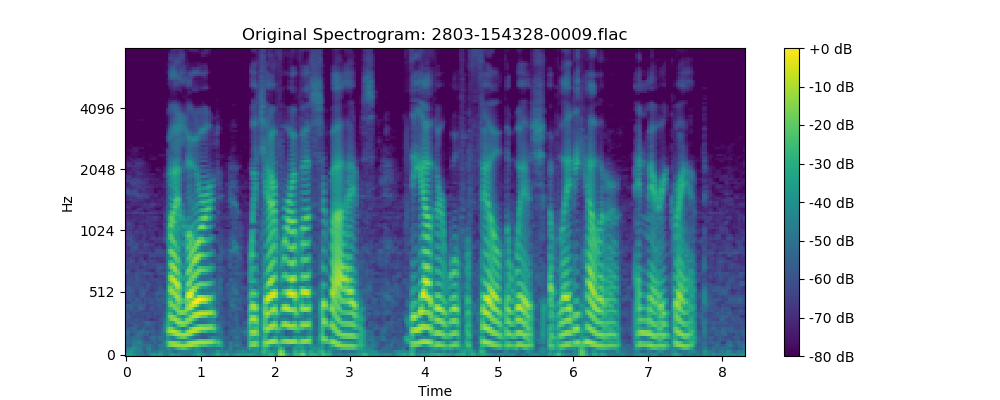 Original Spectrogram: 2803-154328-0009.flac
Hz
4096
2048
1024
512
0
0 1 2 3 4 5 6 7 8
Time
+0 dB
-10 dB
-20 dB
-30 dB
-40 dB
-50 dB
-60 dB
-70 dB
-80 dB